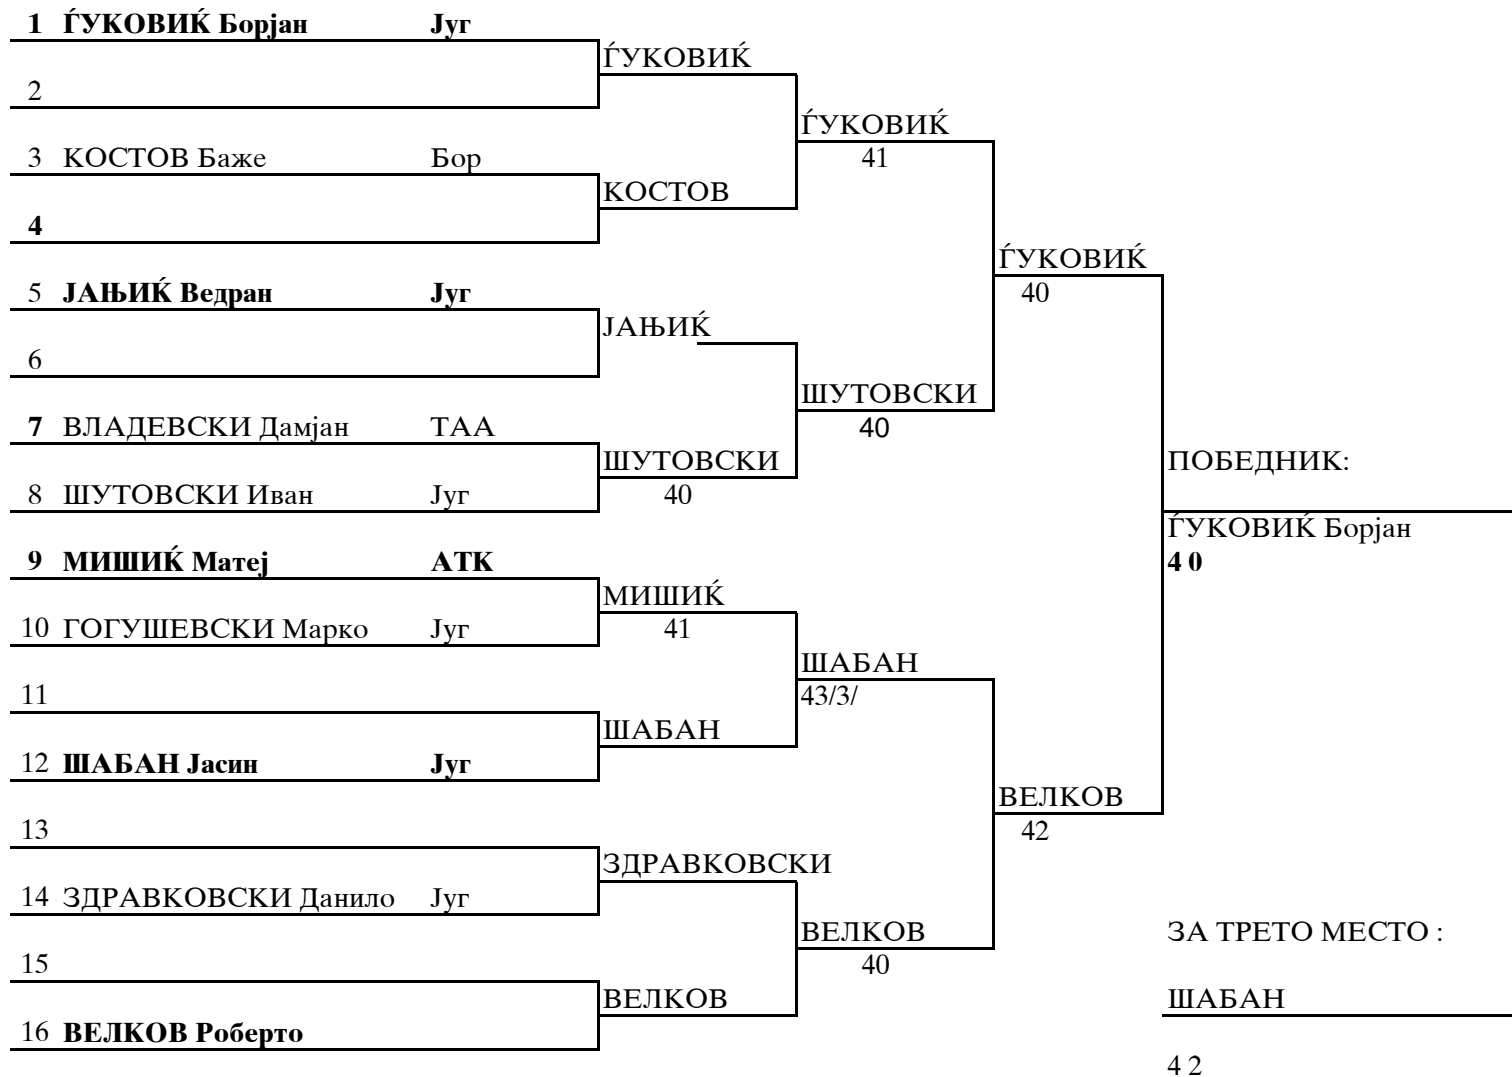 1 ЃУКОВИЌ Борјан Југ
ЃУКОВИЌ
2
ЃУКОВИЌ
3 КОСТОВ Баже Бор
41
КОСТОВ
4
ЃУКОВИЌ
5 ЈАЊИЌ Ведран Југ
40
ЈАЊИЌ
6
ШУТОВСКИ
7 ВЛАДЕВСКИ Дамјан ТАА
40
ШУТОВСКИ
ПОБЕДНИК:
8 ШУТОВСКИ Иван Југ
40
ЃУКОВИЌ Борјан
9 МИШИЌ Матеј АТК
4 0
МИШИЌ
10 ГОГУШЕВСКИ Марко Југ
41
ШАБАН
11
43/3/
ШАБАН
12 ШАБАН Јасин Југ
ВЕЛКОВ
13
42
ЗДРАВКОВСКИ
14 ЗДРАВКОВСКИ Данило Југ
ВЕЛКОВ
ЗА ТРЕТО МЕСТО :
15
40
ВЕЛКОВ
ШАБАН
16 ВЕЛКОВ Роберто
4 2